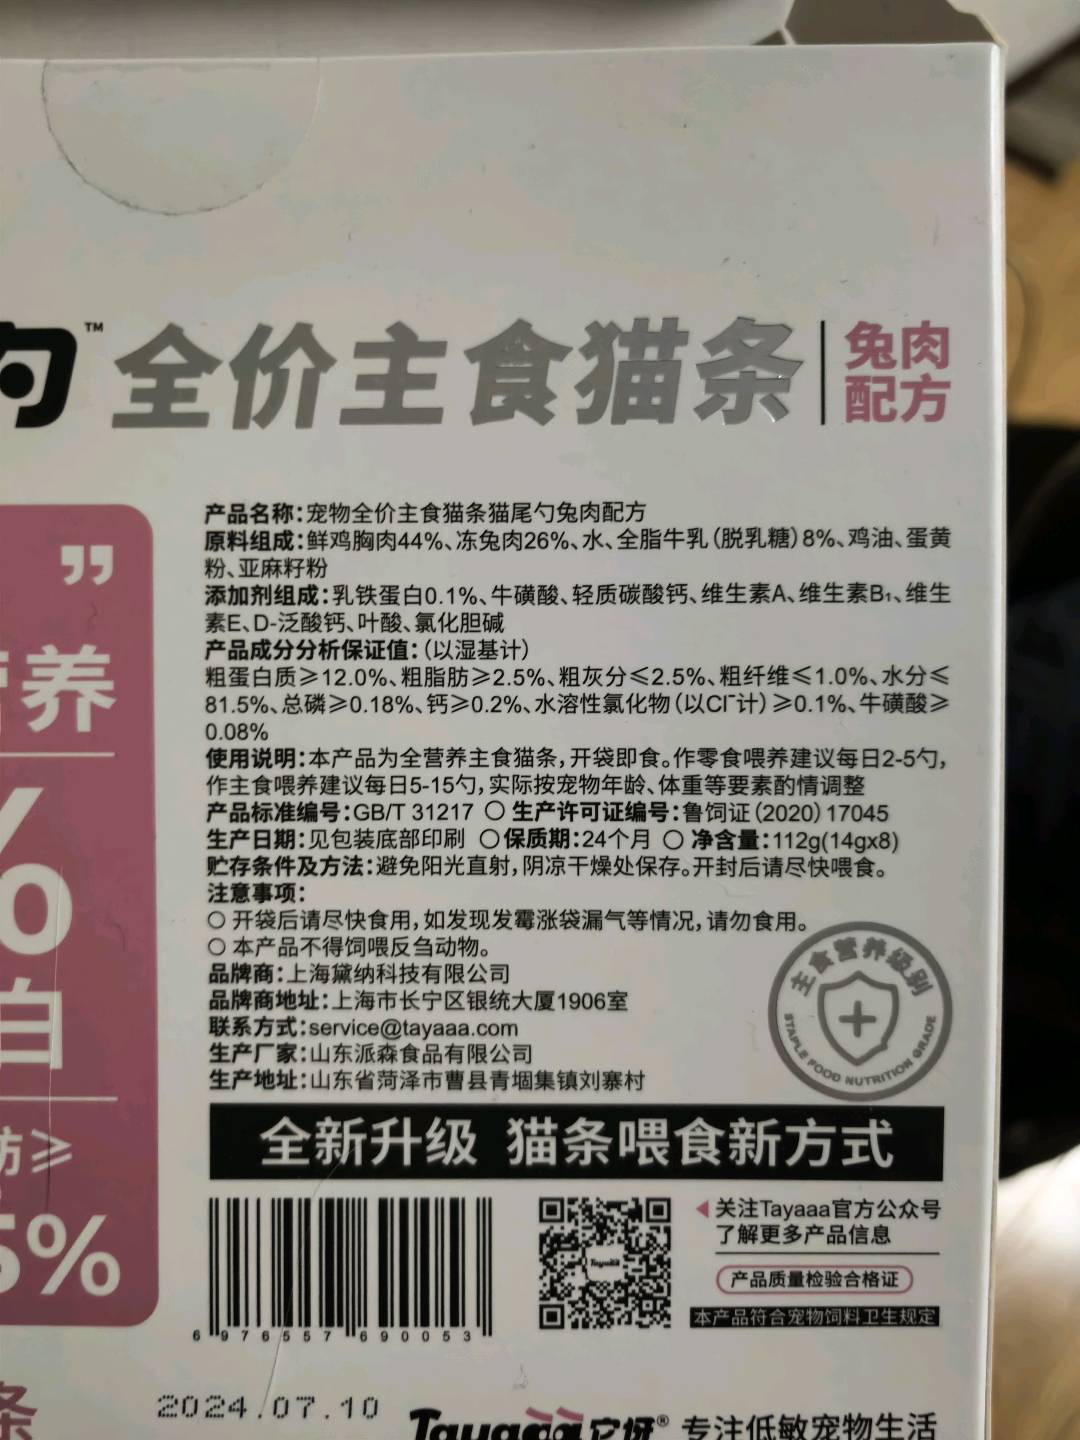 勺™ 全价主食猫条 兔肉
配方
产品名称:宠物全价主食猫条猫尾勺兔肉配方
原料组成:鲜鸡胸肉44%、冻兔肉26%、水、全脂牛乳(脱乳糖)8%、鸡油、蛋黄
粉、亚麻籽粉
添加剂组成:乳铁蛋白0.1%、牛磺酸、轻质碳酸钙、维生素A、维生素B₁、维生
素E、D-泛酸钙、叶酸、氯化胆碱
产品成分分析保证值:(以湿基计)
粗蛋白质≥12.0%、粗脂肪≥2.5%、粗灰分≤2.5%、粗纤维≤1.0%、水分≤
81.5%、总磷≥0.18%、钙≥0.2%、水溶性氯化物(以Cl⁻计)≥0.1%、牛磺酸≥
0.08%
使用说明:本产品为全营养主食猫条,开袋即食。作零食喂养建议每日2-5勺,
作主食喂养建议每日5-15勺,实际按宠物年龄、体重等要素酌情调整
产品标准编号:GB/T 31217 ○ 生产许可证编号:鲁饲证(2020)17045
生产日期:见包装底部印刷 ○保质期:24个月 ○ 净含量:112g(14gx8)
贮存条件及方法:避免阳光直射,阴凉干燥处保存。开封后请尽快喂食。
注意事项:
○ 开袋后请尽快食用,如发现发霉涨袋漏气等情况,请勿食用。
○ 本产品不得饲喂反刍动物。
品牌商:上海黛纳科技有限公司
品牌商地址:上海市长宁区银统大厦1906室
联系方式:service@tayaaa.com
生产厂家:山东派森食品有限公司
生产地址:山东省菏泽市曹县青堌集镇刘寨村
主食营养级别
STAPLE FOOD NUTRITION GRADE
”
养
%
白
肪≥
5%
条
全新升级 猫条喂食新方式
关注Tayaaa官方公众号
了解更多产品信息
产品质量检验合格证
本产品符合宠物饲料卫生规定
Tayaaa
6976557690053
2024.07.10
Tayaaa它伢® 专注低敏宠物生活